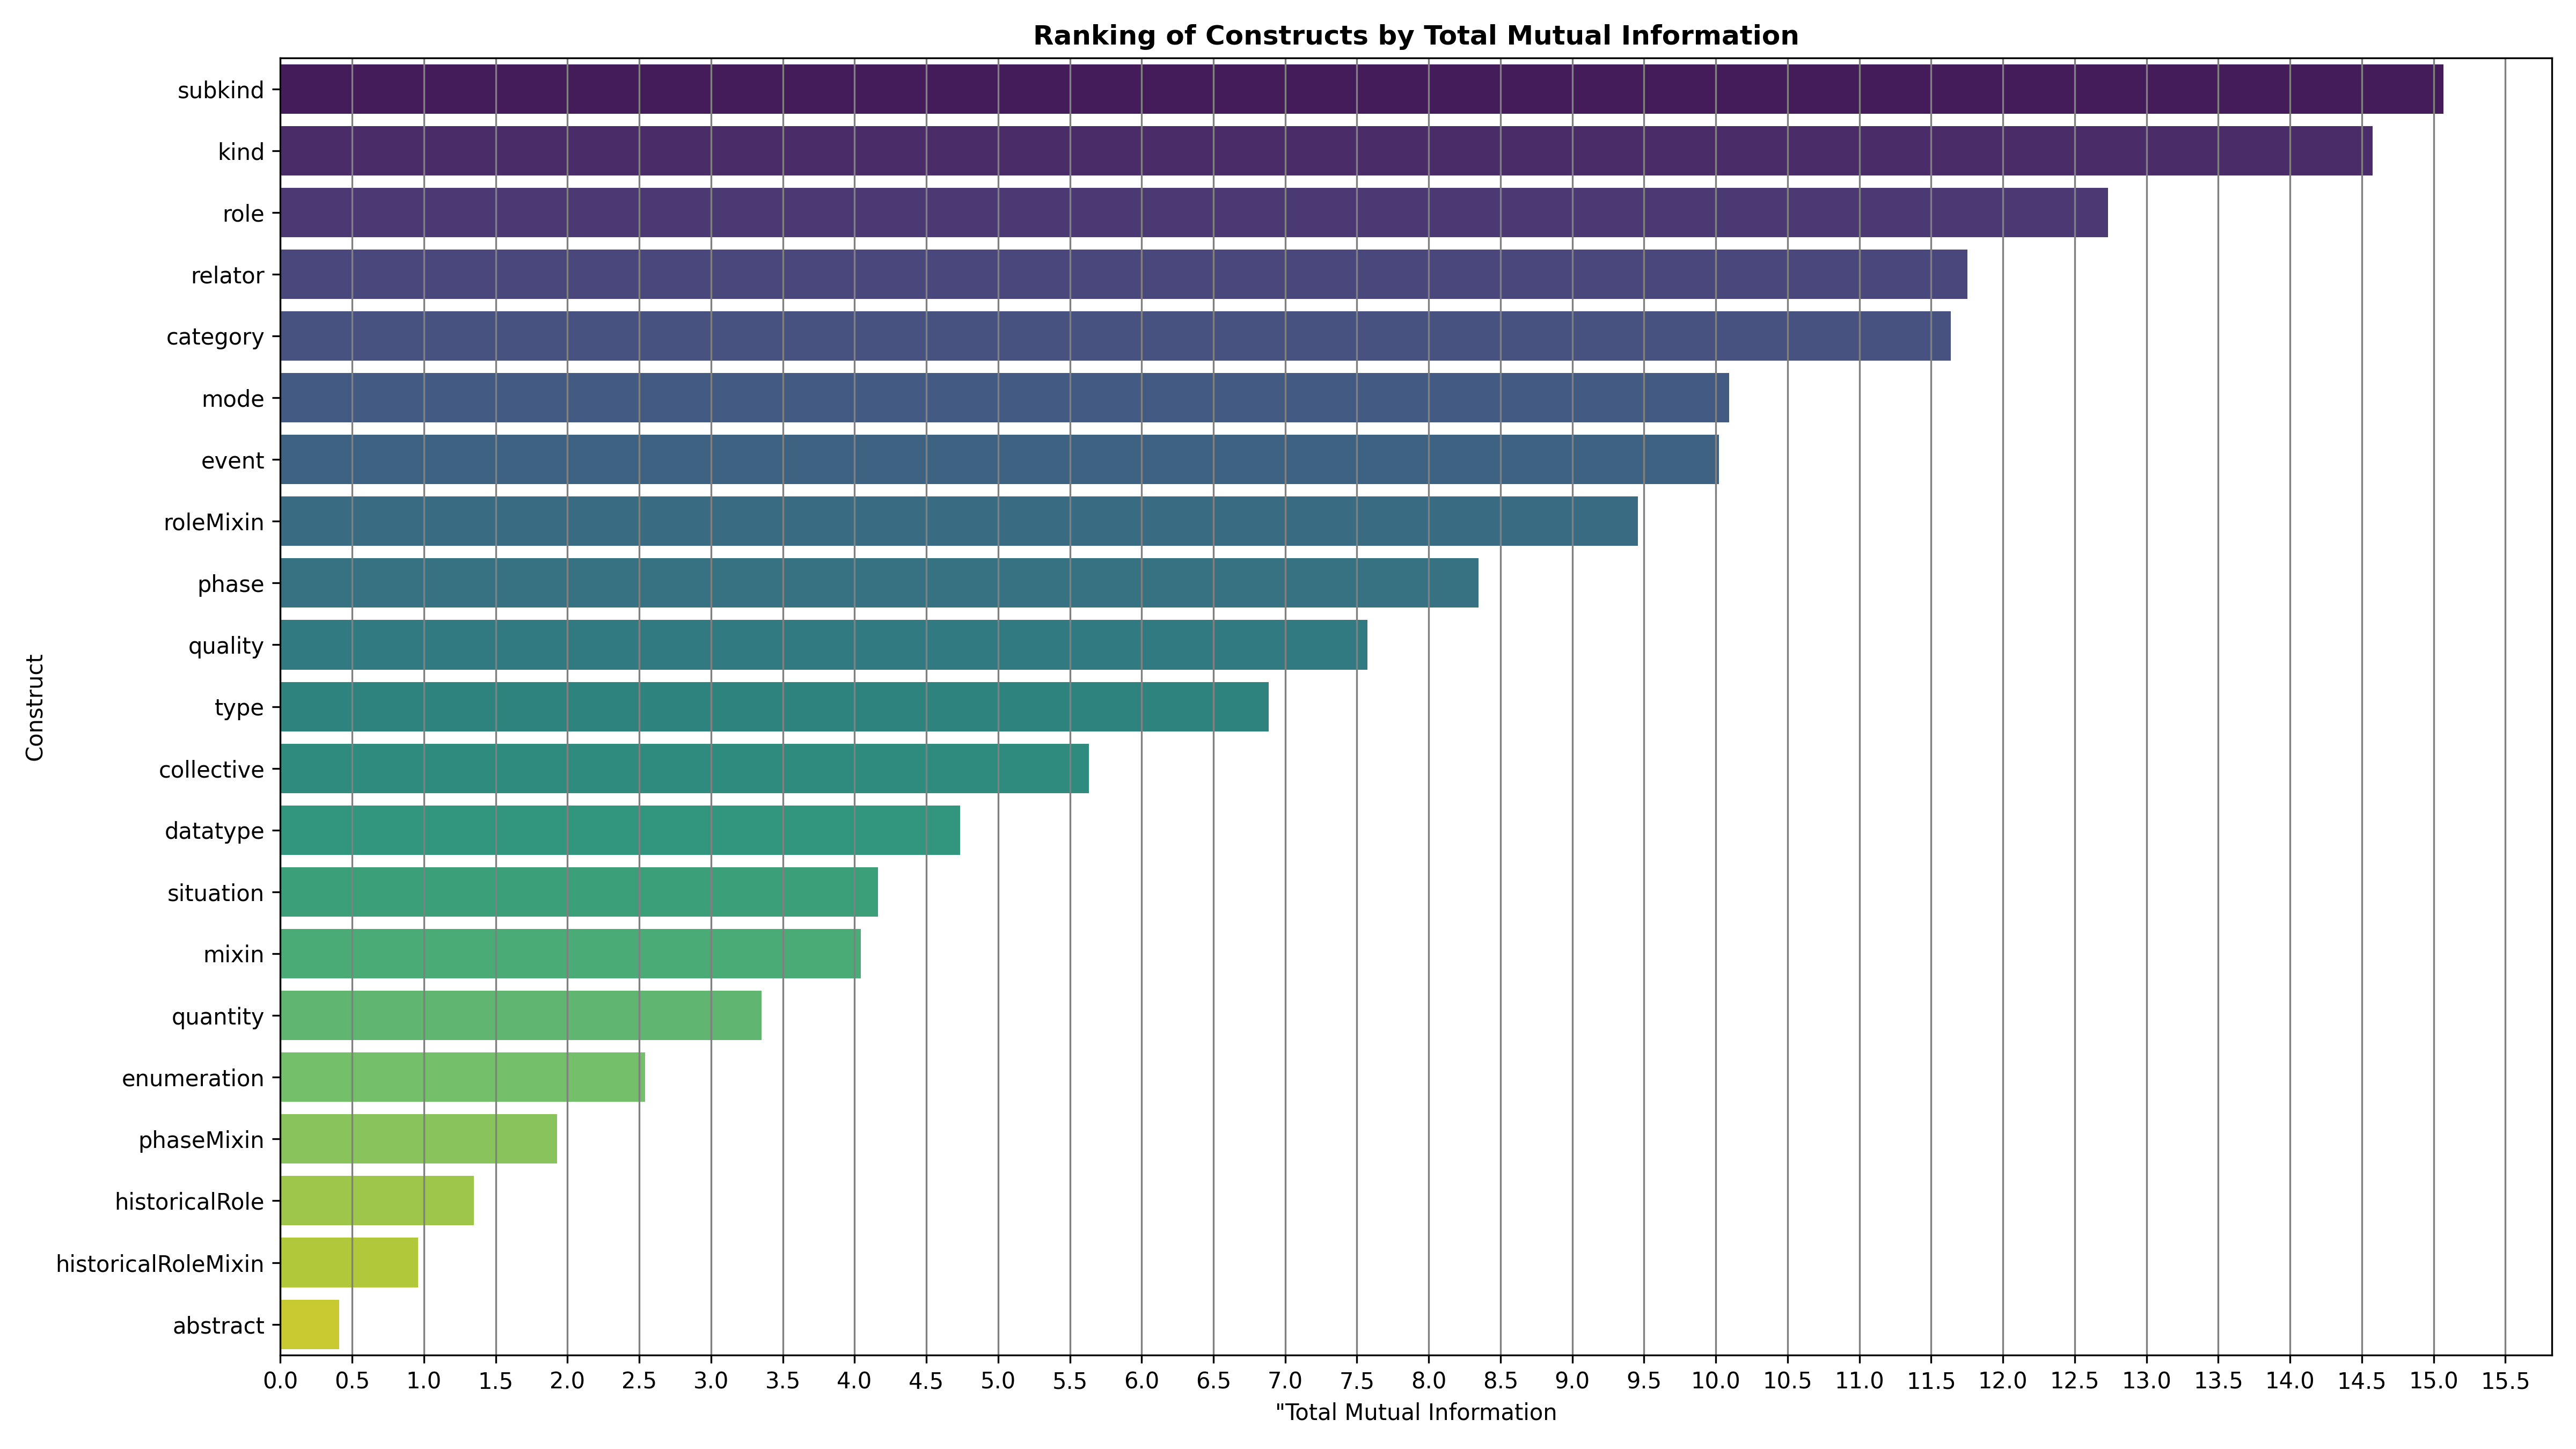 Ranking of Constructs by Total Mutual Information
subkind
kind
role
relator
category
mode
event
roleMixin
phase
quality
type
collective
datatype
situation
mixin
quantity
enumeration
phaseMixin
historicalRole
historicalRoleMixin
abstract
Construct
0.0 0.5 1.0 1.5 2.0 2.5 3.0 3.5 4.0 4.5 5.0 5.5 6.0 6.5 7.0 7.5 8.0 8.5 9.0 9.5 10.0 10.5 11.0 11.5 12.0 12.5 13.0 13.5 14.0 14.5 15.0 15.5
"Total Mutual Information